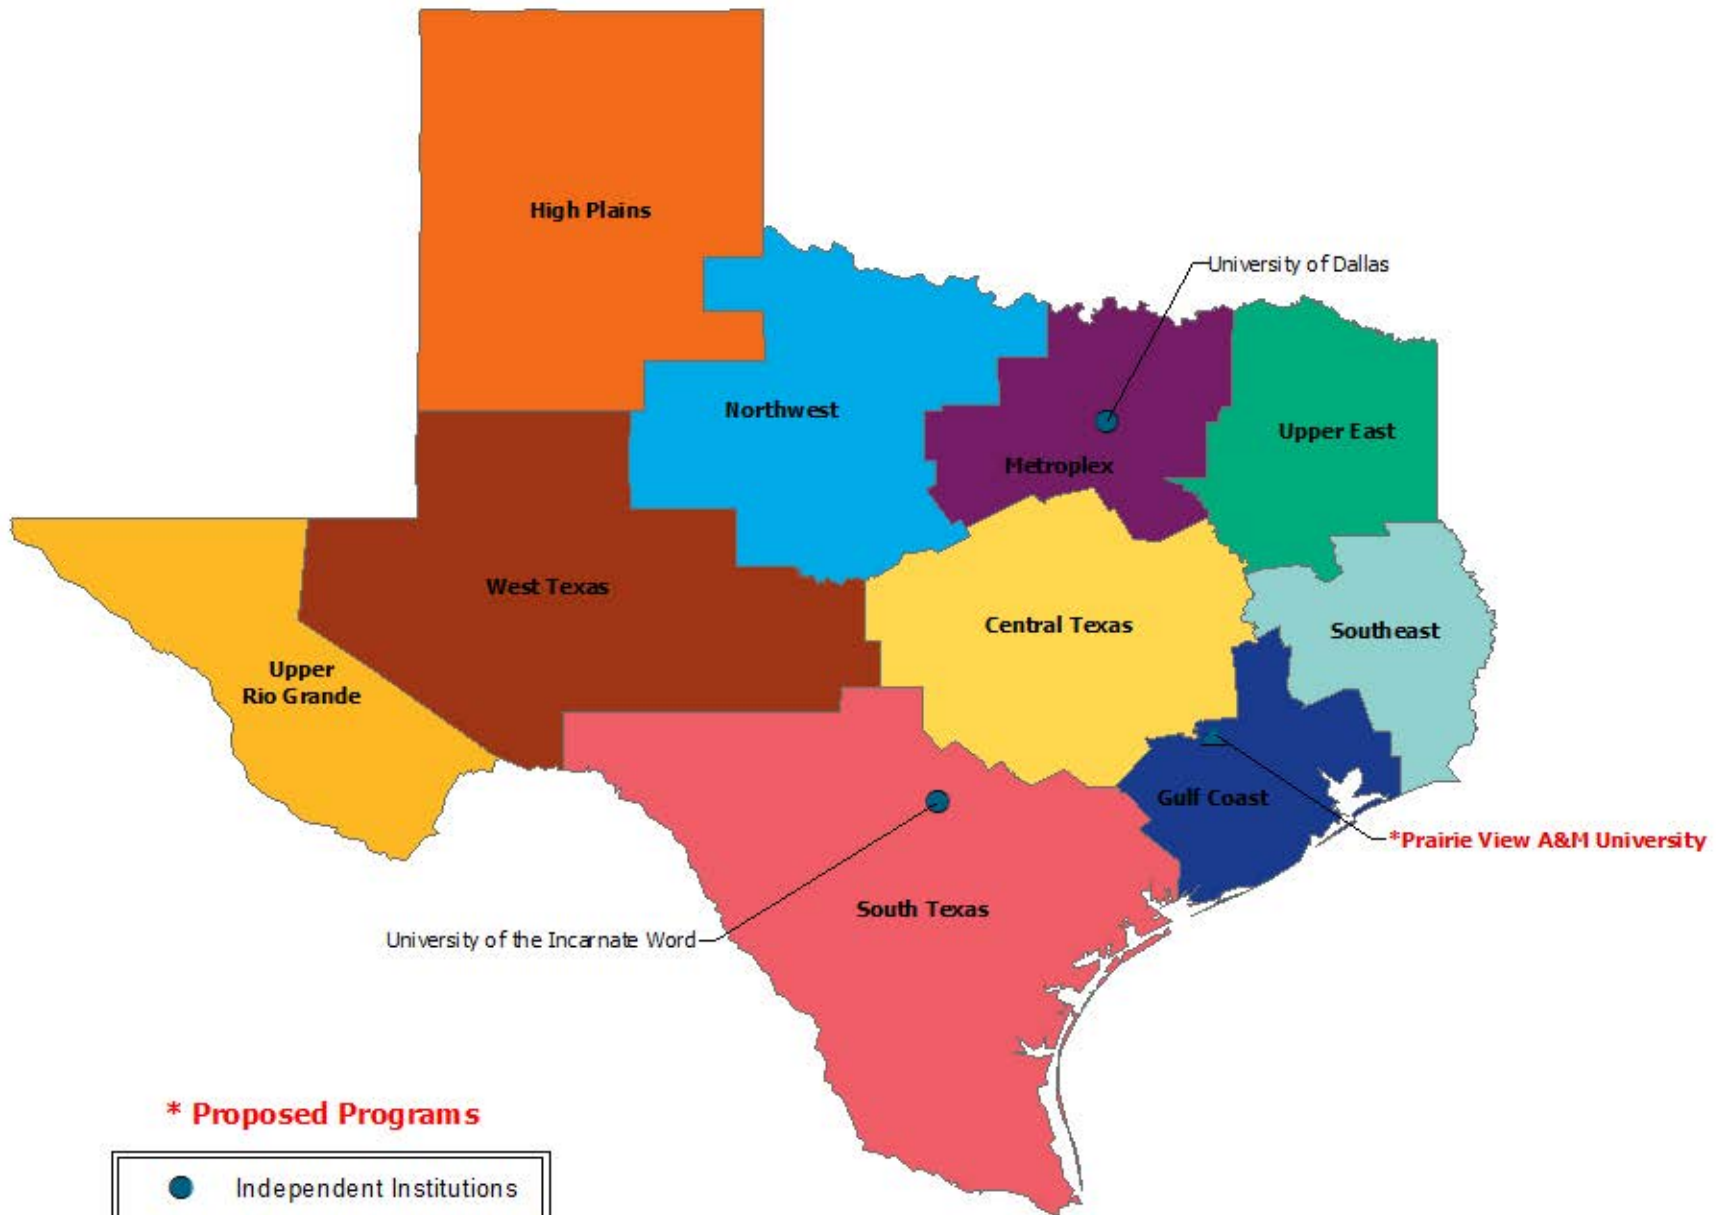 High Plains
University of Dallas
Northwest
Upper East
Metroplex
West Texas
Central Texas
Southeast
Upper
Rio Grande
Gulf Coast
*Prairie View A&M University
South Texas
University of the Incarnate Word
* Proposed Programs
Independent Institutions